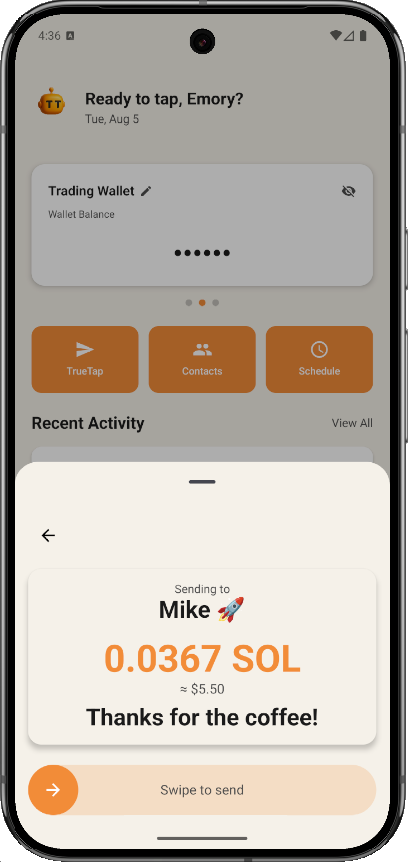 4:36 A
TT
Ready to tap, Emory?
Tue, Aug 5
Trading Wallet
Wallet Balance
••••••
TrueTap
Contacts
Schedule
Recent Activity
View All
Sending to
Mike 🚀
0.0367 SOL
≈ $5.50
Thanks for the coffee!
Swipe to send